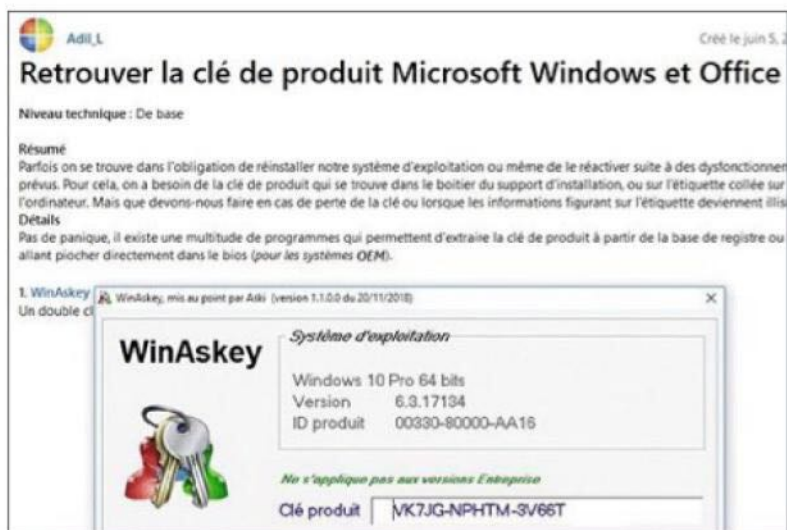 Adil_L
Créé le juin 5, 2
Retrouver la clé de produit Microsoft Windows et Office
Niveau technique : De base
Résumé
Parfois on se trouve dans l'obligation de réinstaller notre système d'exploitation ou même de le réactiver suite à des dysfonctionnem
prévus. Pour cela, on a besoin de la clé de produit qui se trouve dans le boitier du support d'installation, ou sur l'étiquette collée sur
l'ordinateur. Mais que devons-nous faire en cas de perte de la clé ou lorsque les informations figurant sur l'étiquette deviennent illis
Détails
Pas de panique, il existe une multitude de programmes qui permettent d'extraire la clé de produit à partir de la base de registre ou
allant piocher directement dans le bios (pour les systèmes OEM).
1. WinAskey
Un double cl
WinAskey, mis au point par Atiki (version 1.1.0.0 du 20/11/2018)
WinAskey
Système d'exploitation
Windows 10 Pro 64 bits
Version 6.3.17134
ID produit 00330-80000-AA16
No s'applique pas aux versions Entreprise
Clé produit VK7JG-NPHTM-3V66T